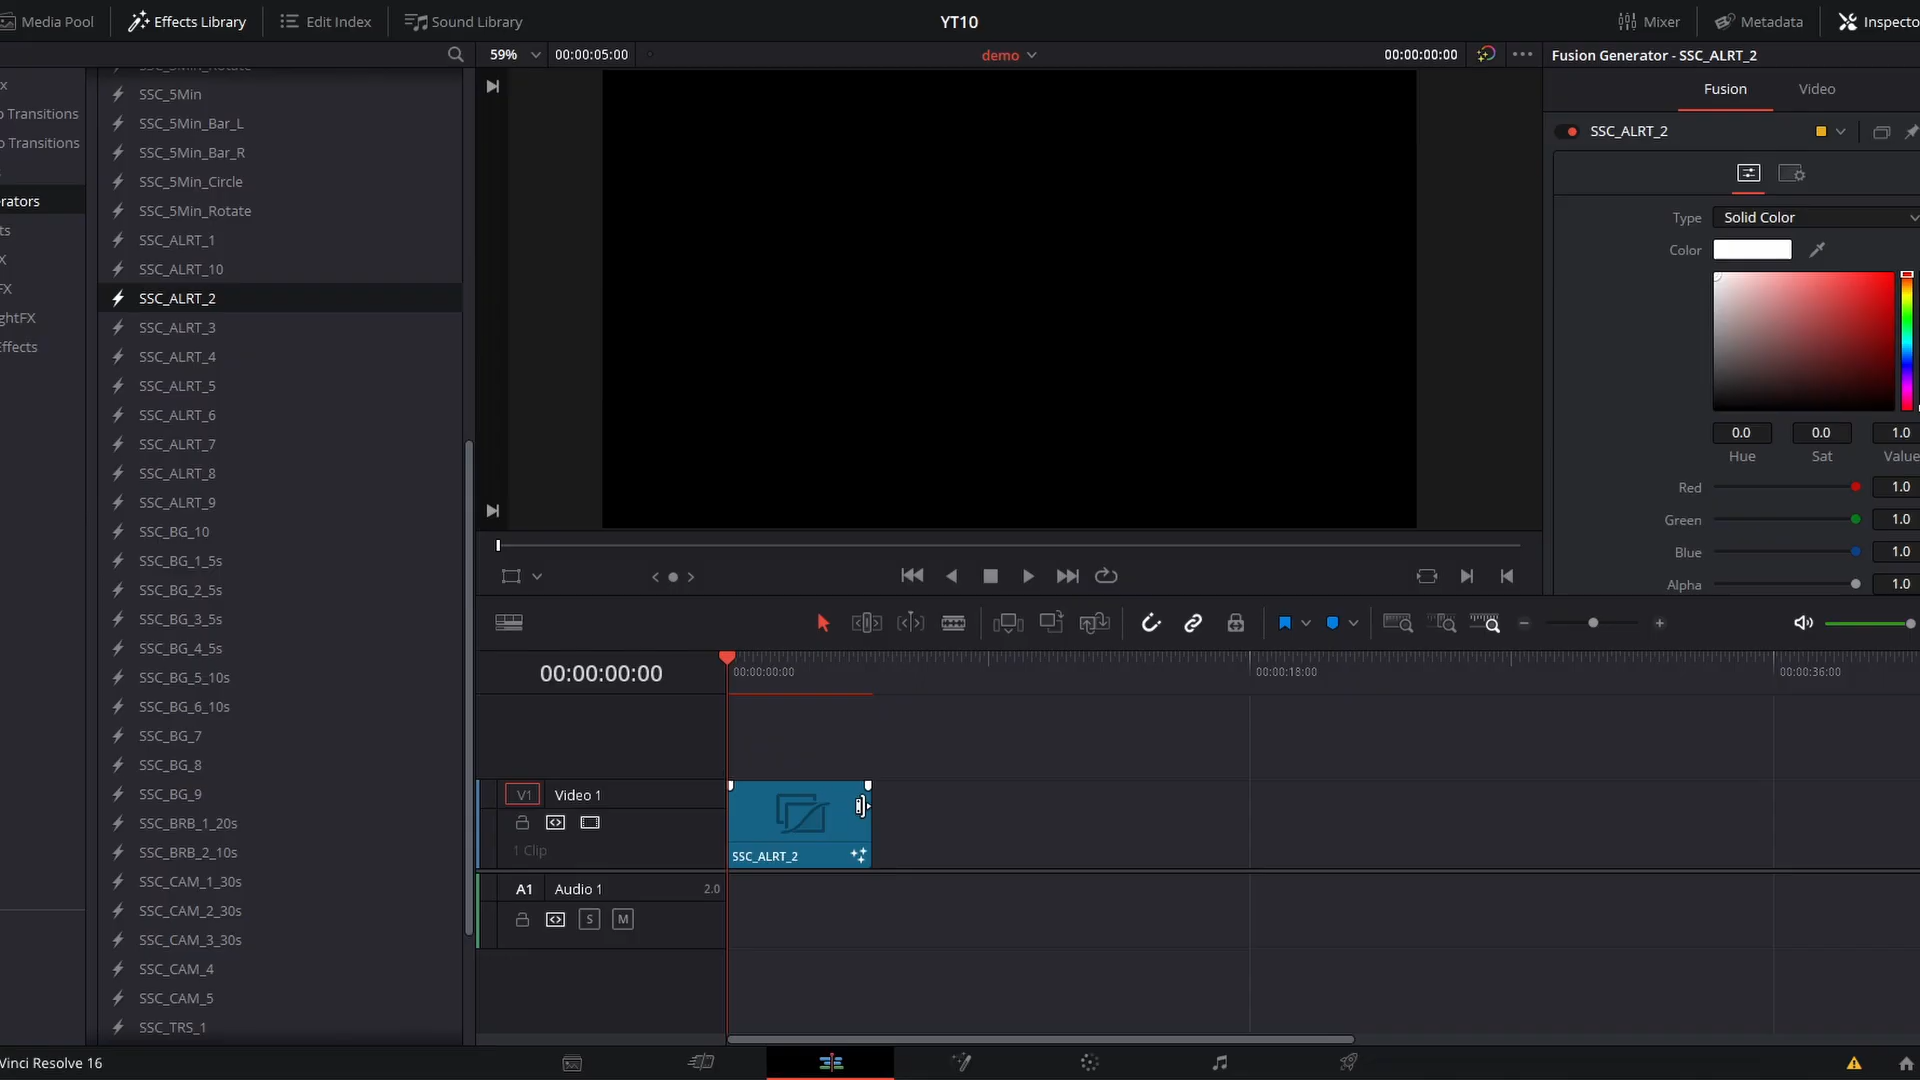 Media Pool
Effects Library
Edit Index
Sound Library
YT10
Mixer
Metadata
Inspecto
59%
00:00:05:00
demo
00:00:00:00
Fusion Generator - SSC_ALRT_2
Fusion
Video
x
o Transitions
o Transitions
erators
ts
X
FX
ghtFX
Effects
SSC_5Min_Rotate
SSC_5Min
SSC_5Min_Bar_L
SSC_5Min_Bar_R
SSC_5Min_Circle
SSC_5Min_Rotate
SSC_ALRT_1
SSC_ALRT_10
SSC_ALRT_2
SSC_ALRT_3
SSC_ALRT_4
SSC_ALRT_5
SSC_ALRT_6
SSC_ALRT_7
SSC_ALRT_8
SSC_ALRT_9
SSC_BG_10
SSC_BG_1_5s
SSC_BG_2_5s
SSC_BG_3_5s
SSC_BG_4_5s
SSC_BG_5_10s
SSC_BG_6_10s
SSC_BG_7
SSC_BG_8
SSC_BG_9
SSC_BRB_1_20s
SSC_BRB_2_10s
SSC_CAM_1_30s
SSC_CAM_2_30s
SSC_CAM_3_30s
SSC_CAM_4
SSC_CAM_5
SSC_TRS_1
SSC_ALRT_2
Type
Solid Color
Color
0.0
0.0
1.0
Hue
Sat
Value
Red
1.0
Green
1.0
Blue
1.0
Alpha
1.0
00:00:00:00
00:00:00:00
00:00:18:00
00:00:36:00
V1
Video 1
1 Clip
SSC_ALRT_2
A1
Audio 1
2.0
S
M
Vinci Resolve 16